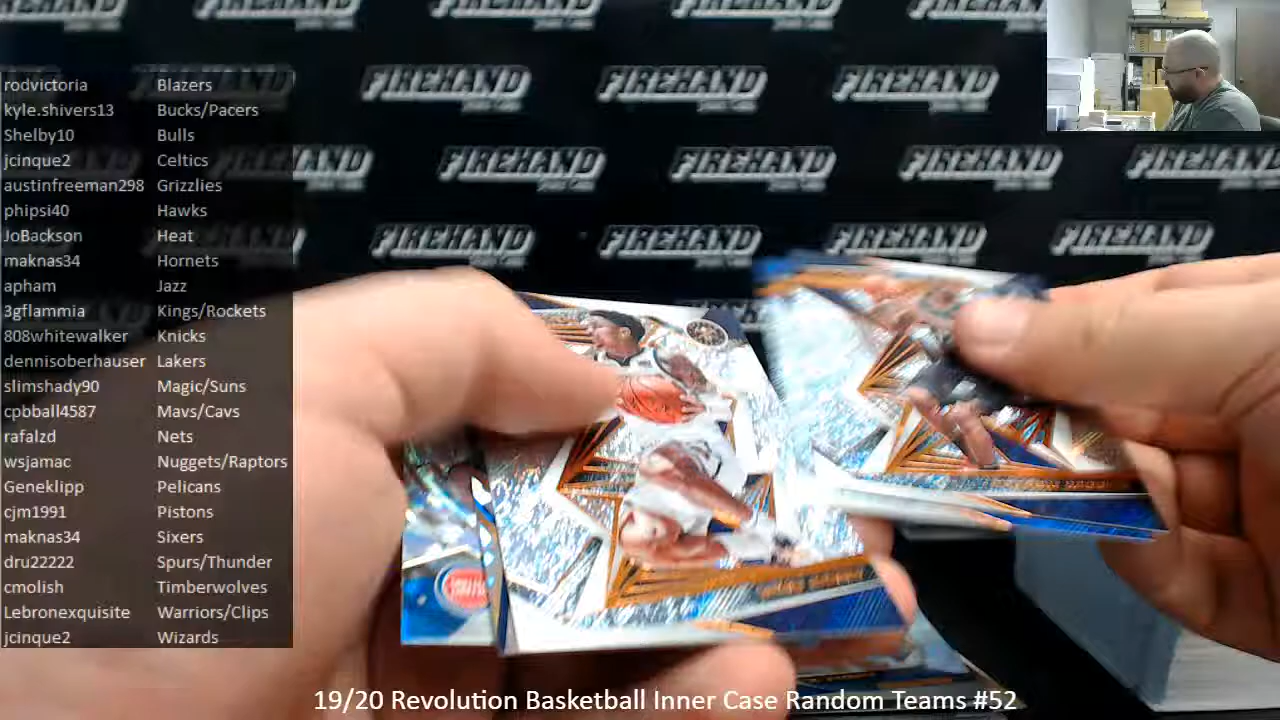 FIREHAND
rodvictoria Blazers
kyle.shivers13 Bucks/Pacers
Shelby10 Bulls
jcinque2 Celtics
austinfreeman298 Grizzlies
phipsi40 Hawks
JoBackson Heat
maknas34 Hornets
apham Jazz
3gflammia Kings/Rockets
808whitewalker Knicks
dennisoberhauser Lakers
slimshady90 Magic/Suns
cpbball4587 Mavs/Cavs
rafalzd Nets
wsjamac Nuggets/Raptors
Geneklipp Pelicans
cjm1991 Pistons
maknas34 Sixers
dru22222 Spurs/Thunder
cmolish Timberwolves
Lebronexquisite Warriors/Clips
jcinque2 Wizards
19/20 Revolution Basketball Inner Case Random Teams #52